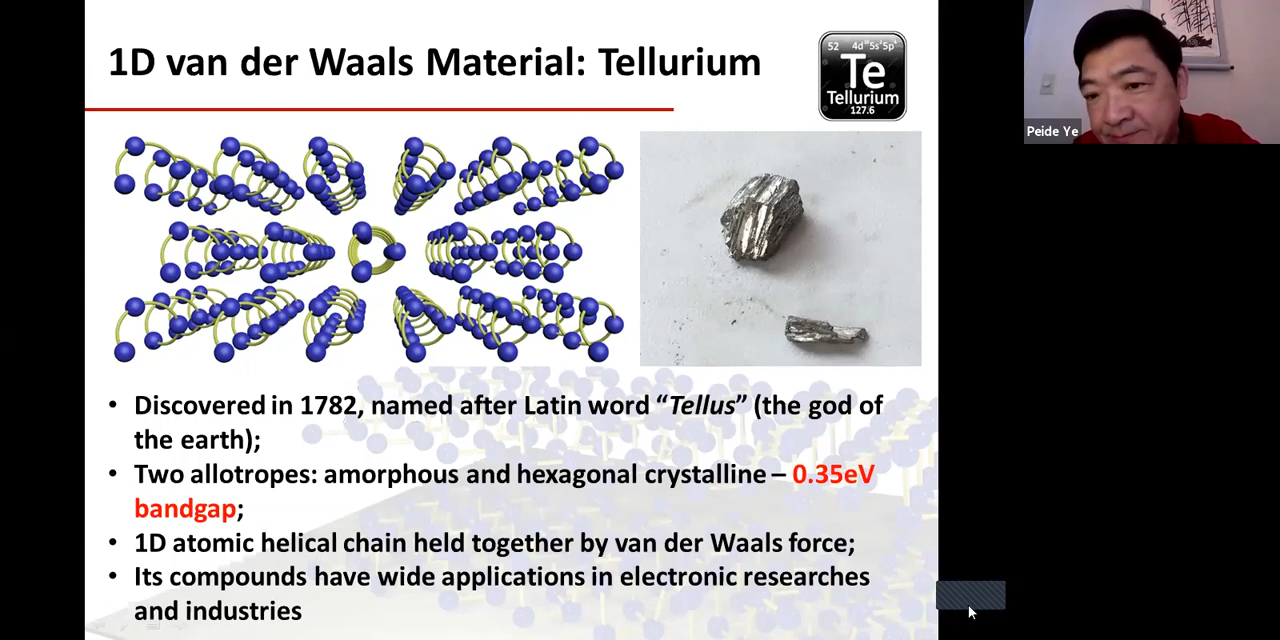 1D van der Waals Material: Tellurium
52 4d¹⁰5s²5p⁴
Te
Tellurium
127.6
Peide Ye
• Discovered in 1782, named after Latin word “Tellus” (the god of
the earth);
• Two allotropes: amorphous and hexagonal crystalline – 0.35eV
bandgap;
• 1D atomic helical chain held together by van der Waals force;
• Its compounds have wide applications in electronic researches
and industries